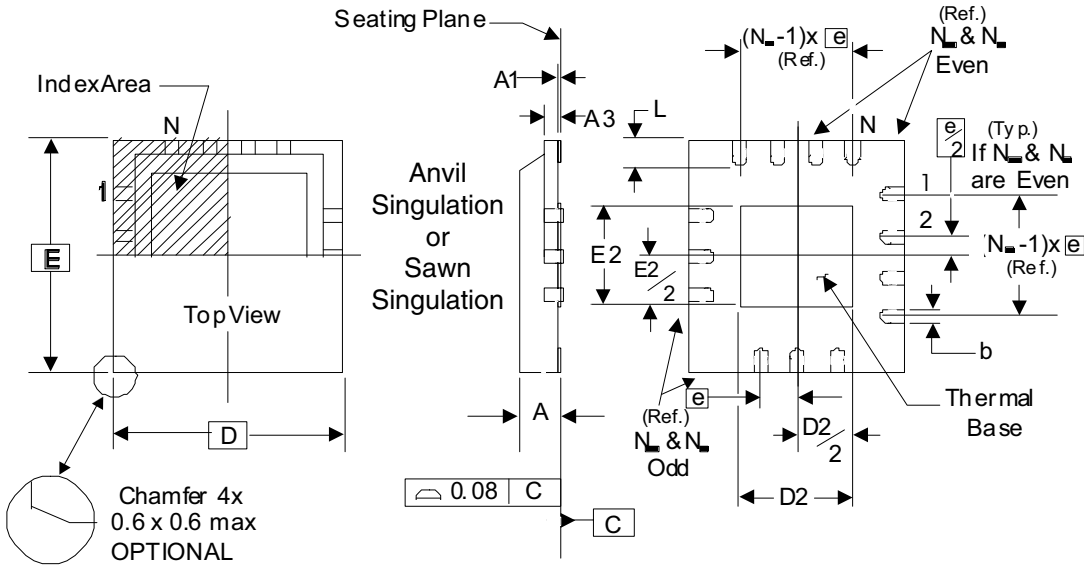 Seating Plane
Index Area
N
1
E
Top View
D
Chamfer 4x
0.6 x 0.6 max
OPTIONAL
A1
A3
L
Anvil
Singulation
or
Sawn
Singulation
A
0.08 C
C
(N -1)x e
(Ref.)
(Ref.)
N & N
Even
N
e/2
(Typ.)
If N & N
are Even
1
2
(N -1)x e
(Ref.)
b
E2
E2/2
e
(Ref.)
N & N
Odd
D2/2
D2
Thermal
Base